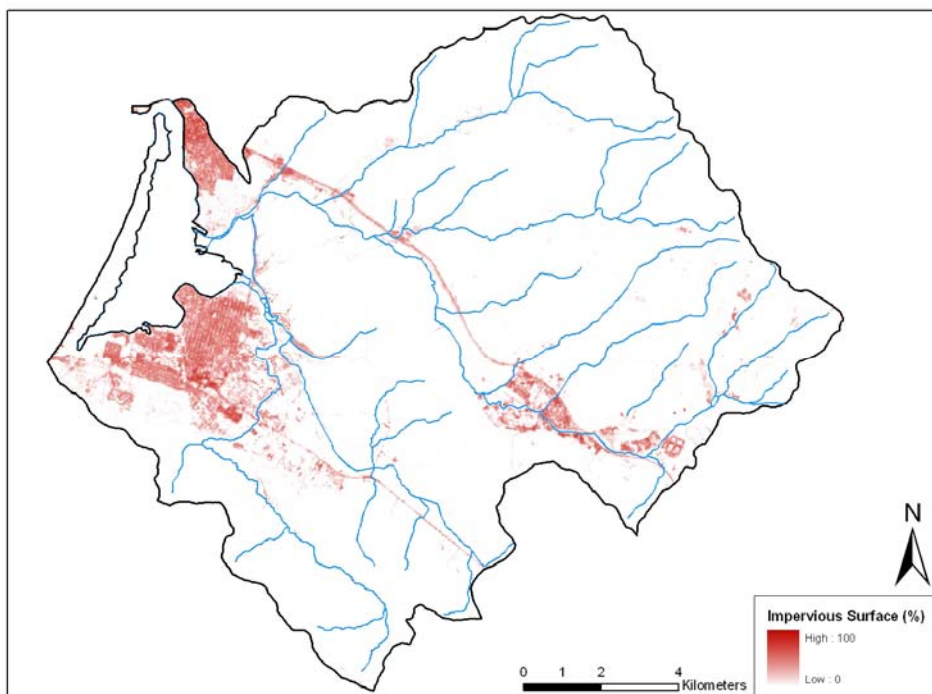 N
Impervious Surface (%)
High : 100
Low : 0
0 1 2 4
Kilometers